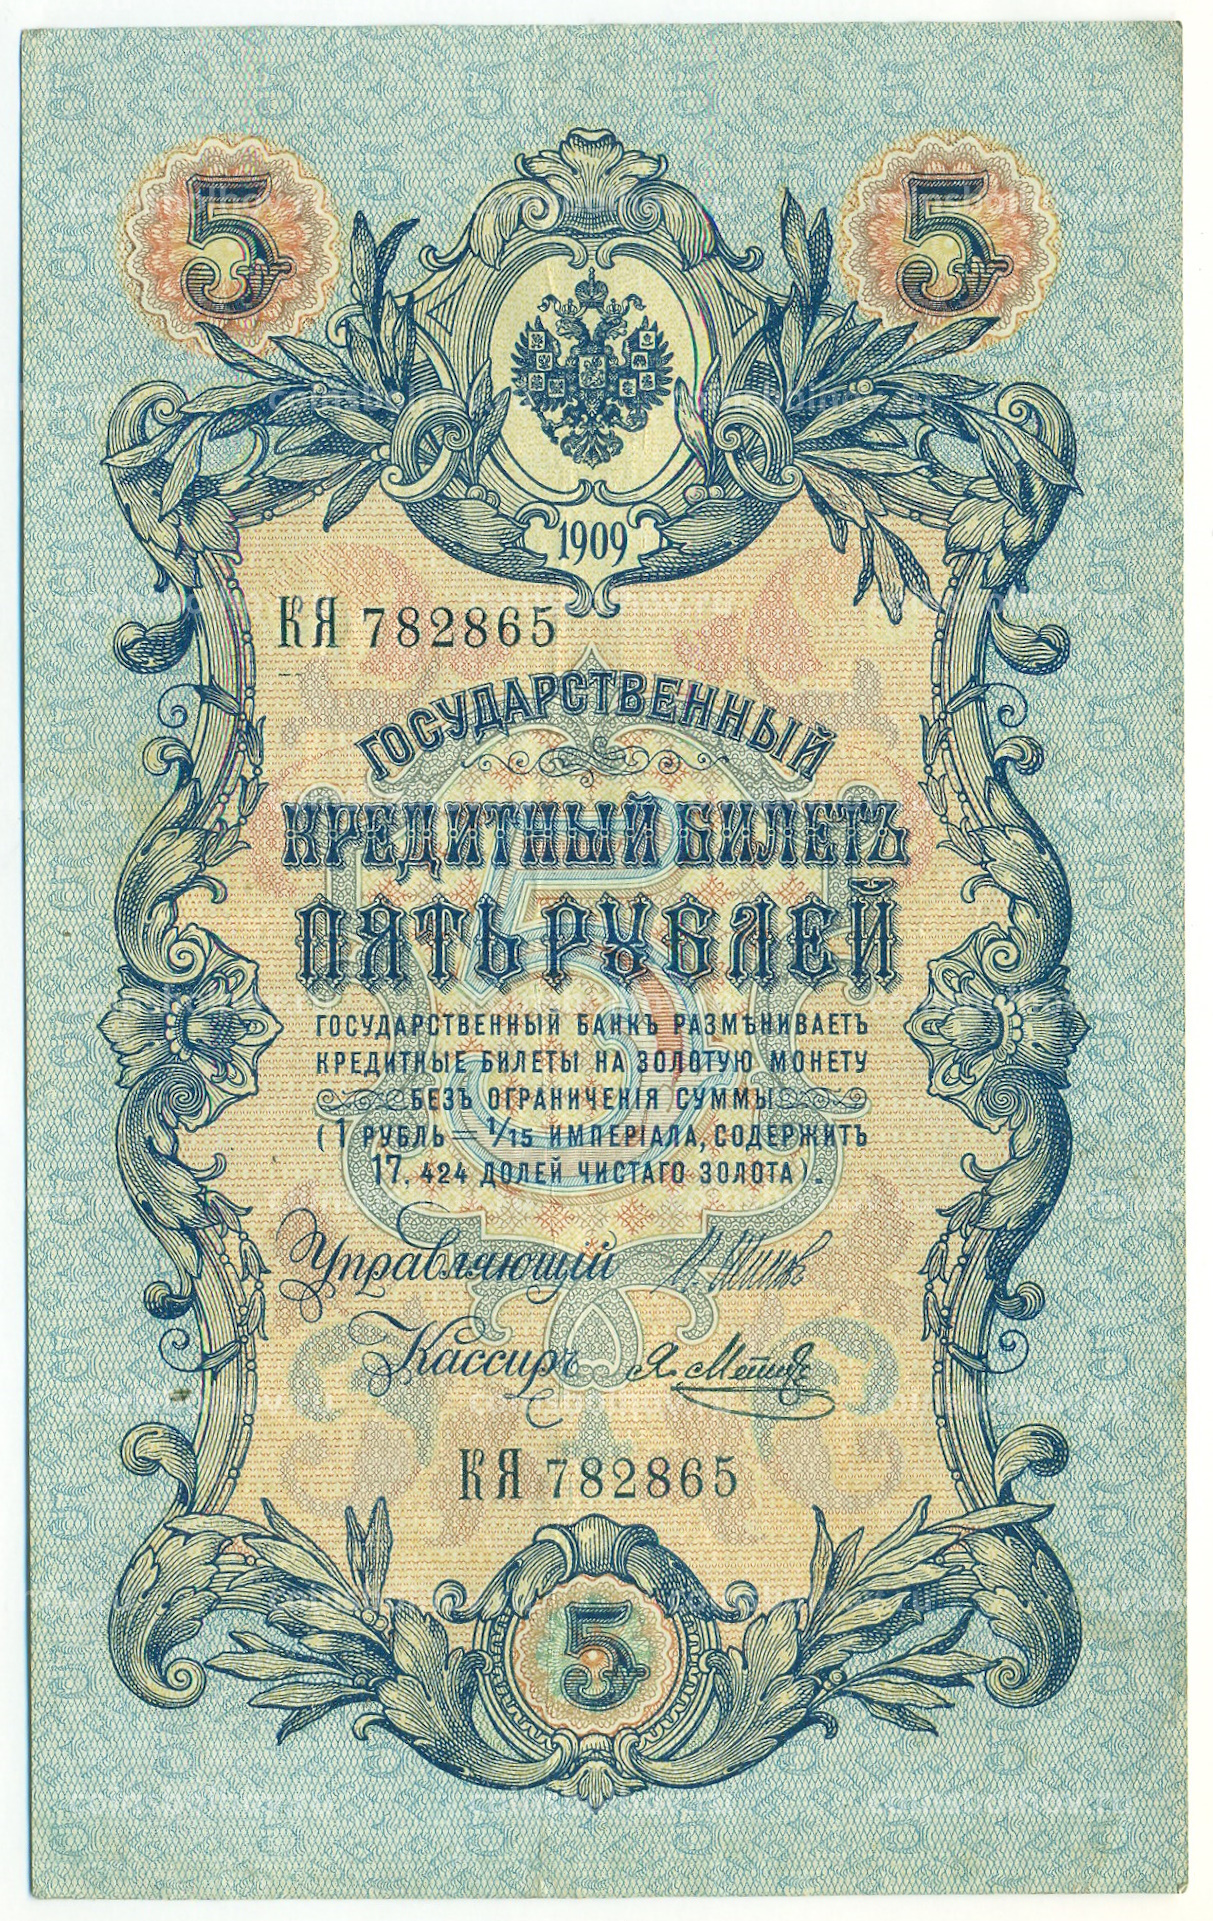 5 5
1909
КЯ 782865
ГОСУДАРСТВЕННЫЙ
КРЕДИТНЫЙ БИЛЕТЪ
ПЯТЬ РУБЛЕЙ
ГОСУДАРСТВЕННЫЙ БАНКЪ РАЗМѢНИВАЕТЪ
КРЕДИТНЫЕ БИЛЕТЫ НА ЗОЛОТУЮ МОНЕТУ
БЕЗЪ ОГРАНИЧЕНІЯ СУММЫ
(1 РУБЛЬ = 1/15 ИМПЕРІАЛА, СОДЕРЖИТЪ
17, 424 ДОЛЕЙ ЧИСТАГО ЗОЛОТА).
Управляющій
Кассиръ
КЯ 782865
5